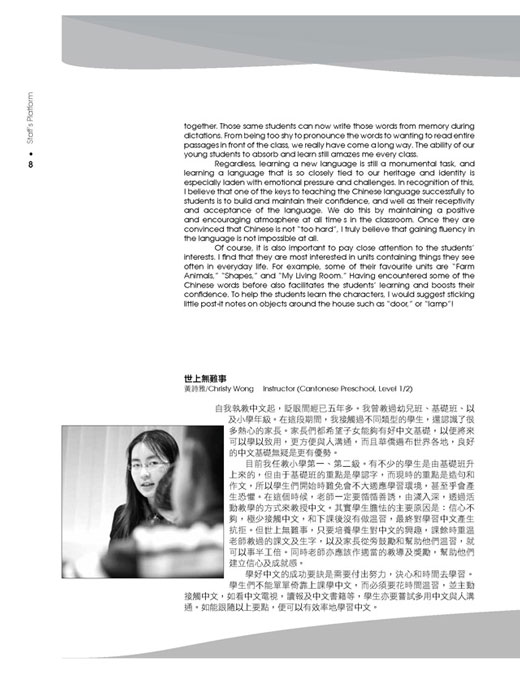 Staff's Platform
8
together. Those same students can now write those words from memory during
dictations. From being too shy to pronounce the words to wanting to read entire
passages in front of the class, we really have come a long way. The ability of our
young students to absorb and learn still amazes me every class.
Regardless, learning a new language is still a monumental task, and
learning a language that is so closely tied to our heritage and identity is
especially laden with emotional pressure and challenges. In recognition of this,
I believe that one of the keys to teaching the Chinese language successfully to
students is to build and maintain their confidence, and well as their receptivity
and acceptance of the language. We do this by maintaining a positive
and encouraging atmosphere at all time s in the classroom. Once they are
convinced that Chinese is not "too hard", I truly believe that gaining fluency in
the language is not impossible at all.
Of course, it is also important to pay close attention to the students'
interests. I find that they are most interested in units containing things they see
often in everyday life. For example, some of their favourite units are "Farm
Animals," "Shapes," and "My Living Room." Having encountered some of the
Chinese words before also facilitates the students' learning and boosts their
confidence. To help the students learn the characters, I would suggest sticking
little post-it notes on objects around the house such as "door," or "lamp"!
世上無難事
黃詩雅/Christy Wong Instructor (Cantonese Preschool, Level 1/2)
自我執教中文起，眨眼間經已五年多。我曾教過幼兒班、基礎班、以
及小學年級。在這段期間，我接觸過不同類型的學生，還認識了很
多熱心的家長。家長們都希望子女能夠有好中文基礎，以便將來
可以學以致用，更方便與人溝通。而且華僑遍布世界各地，良好
的中文基礎無疑是更有優勢。
目前我任教小學第一、第二級。有不少的學生是由基礎班升
上來的，但由于基礎班的重點是學認字，而現時的重點是造句和
作文，所以學生們開始時難免會不大適應學習環境，甚至乎會產
生恐懼。在這個時候，老師一定要循循善誘，由淺入深，透過活
動教學的方式來教授中文。其實學生膽怯的主要原因是：信心不
夠，極少接觸中文，和下課後沒有做溫習，最終對學習中文產生
抗拒。但世上無難事，只要培養學生對中文的興趣，課餘時重溫
老師教過的課文及生字，以及家長從旁鼓勵和幫助他們溫習，就
可以事半工倍。同時老師亦應該作適當的教導及獎勵，幫助他們
建立信心及成就感。
學好中文的成功要訣是需要付出努力，決心和時間去學習。
學生們不能單單倚靠上課學中文，而必須要花時間溫習，並主動
接觸中文，如看中文電視，讀報及中文書籍等，學生亦要嘗試多用中文與人溝
通。如能跟隨以上要點，便可以有效率地學習中文。